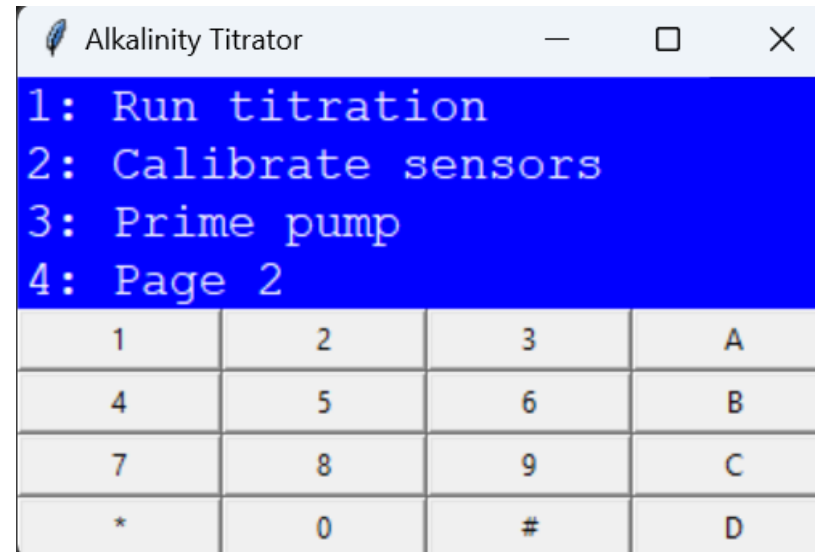 Alkalinity Titrator
1: Run titration
2: Calibrate sensors
3: Prime pump
4: Page 2
1 2 3 A
4 5 6 B
7 8 9 C
* 0 # D